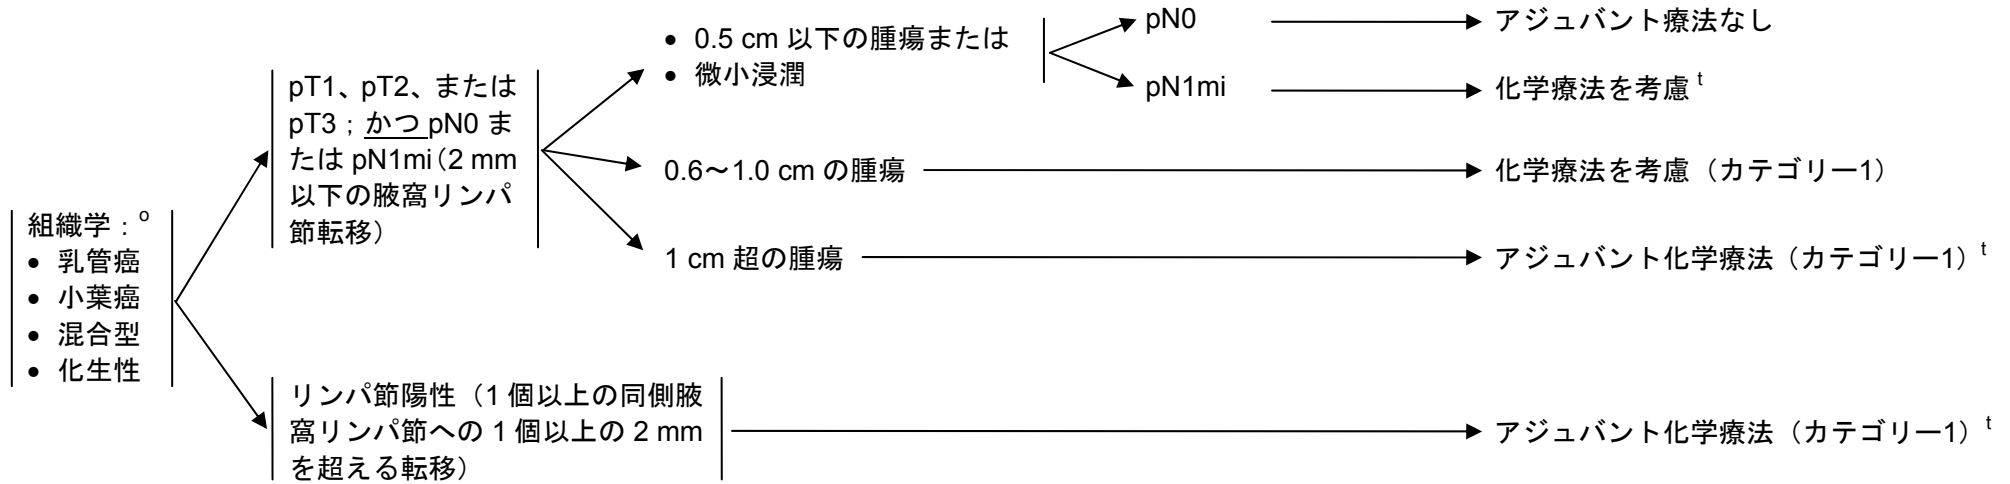 組織学：o
• 乳管癌
• 小葉癌
• 混合型
• 化生性
pT1、pT2、または
pT3；かつ pN0 ま
たは pN1mi（2 mm
以下の腋窩リンパ
節転移）
• 0.5 cm 以下の腫瘍または
• 微小浸潤
pN0
アジュバント療法なし
pN1mi
化学療法を考慮 t
0.6～1.0 cm の腫瘍
化学療法を考慮（カテゴリー1）
1 cm 超の腫瘍
アジュバント化学療法（カテゴリー1）t
リンパ節陽性（1 個以上の同側腋
窩リンパ節への 1 個以上の 2 mm
を超える転移）
アジュバント化学療法（カテゴリー1）t